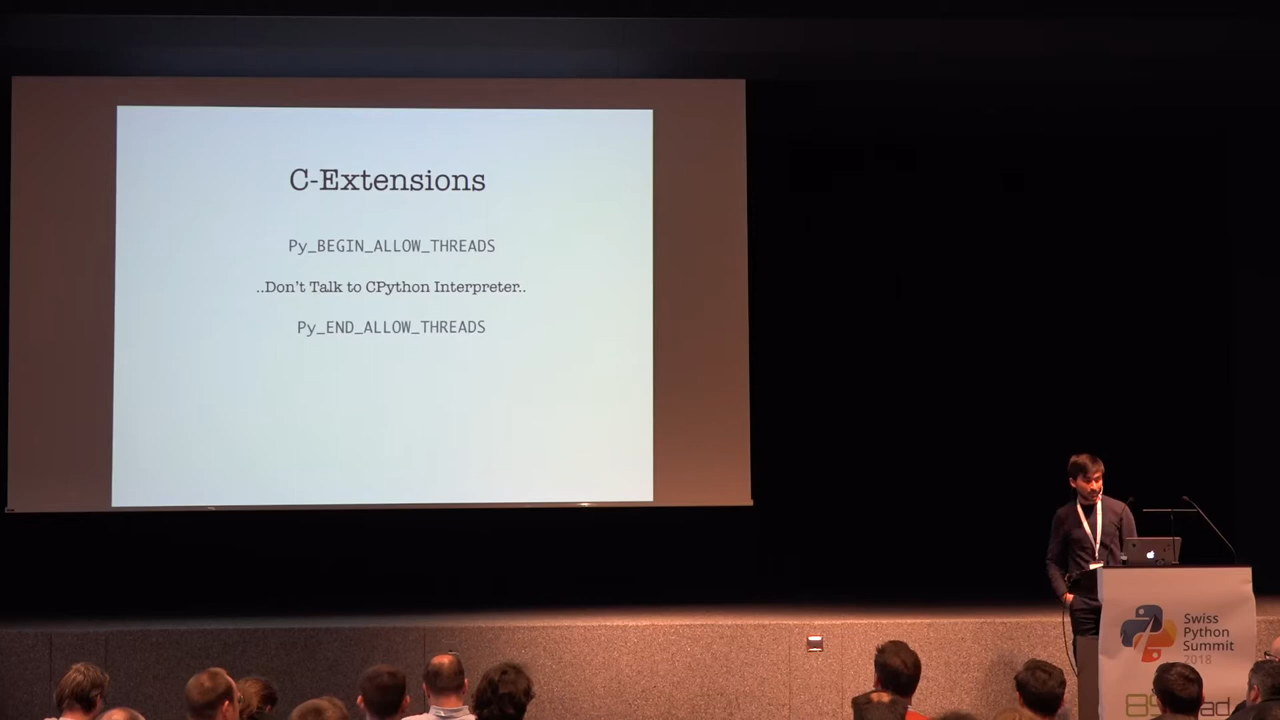 C-Extensions
Py_BEGIN_ALLOW_THREADS
..Don't Talk to CPython Interpreter..
Py_END_ALLOW_THREADS
Swiss
Python
Summit
2018